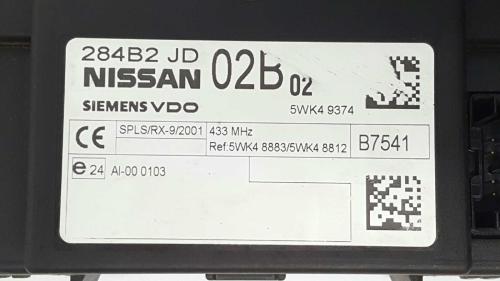 284B2 JD 02B 02
NISSAN
SIEMENS VDO 5WK4 9374
CE SPLS/RX-9/2001 433 MHz B7541
Ref:5WK4 8883/5WK4 8812
e 24 AI-00 0103